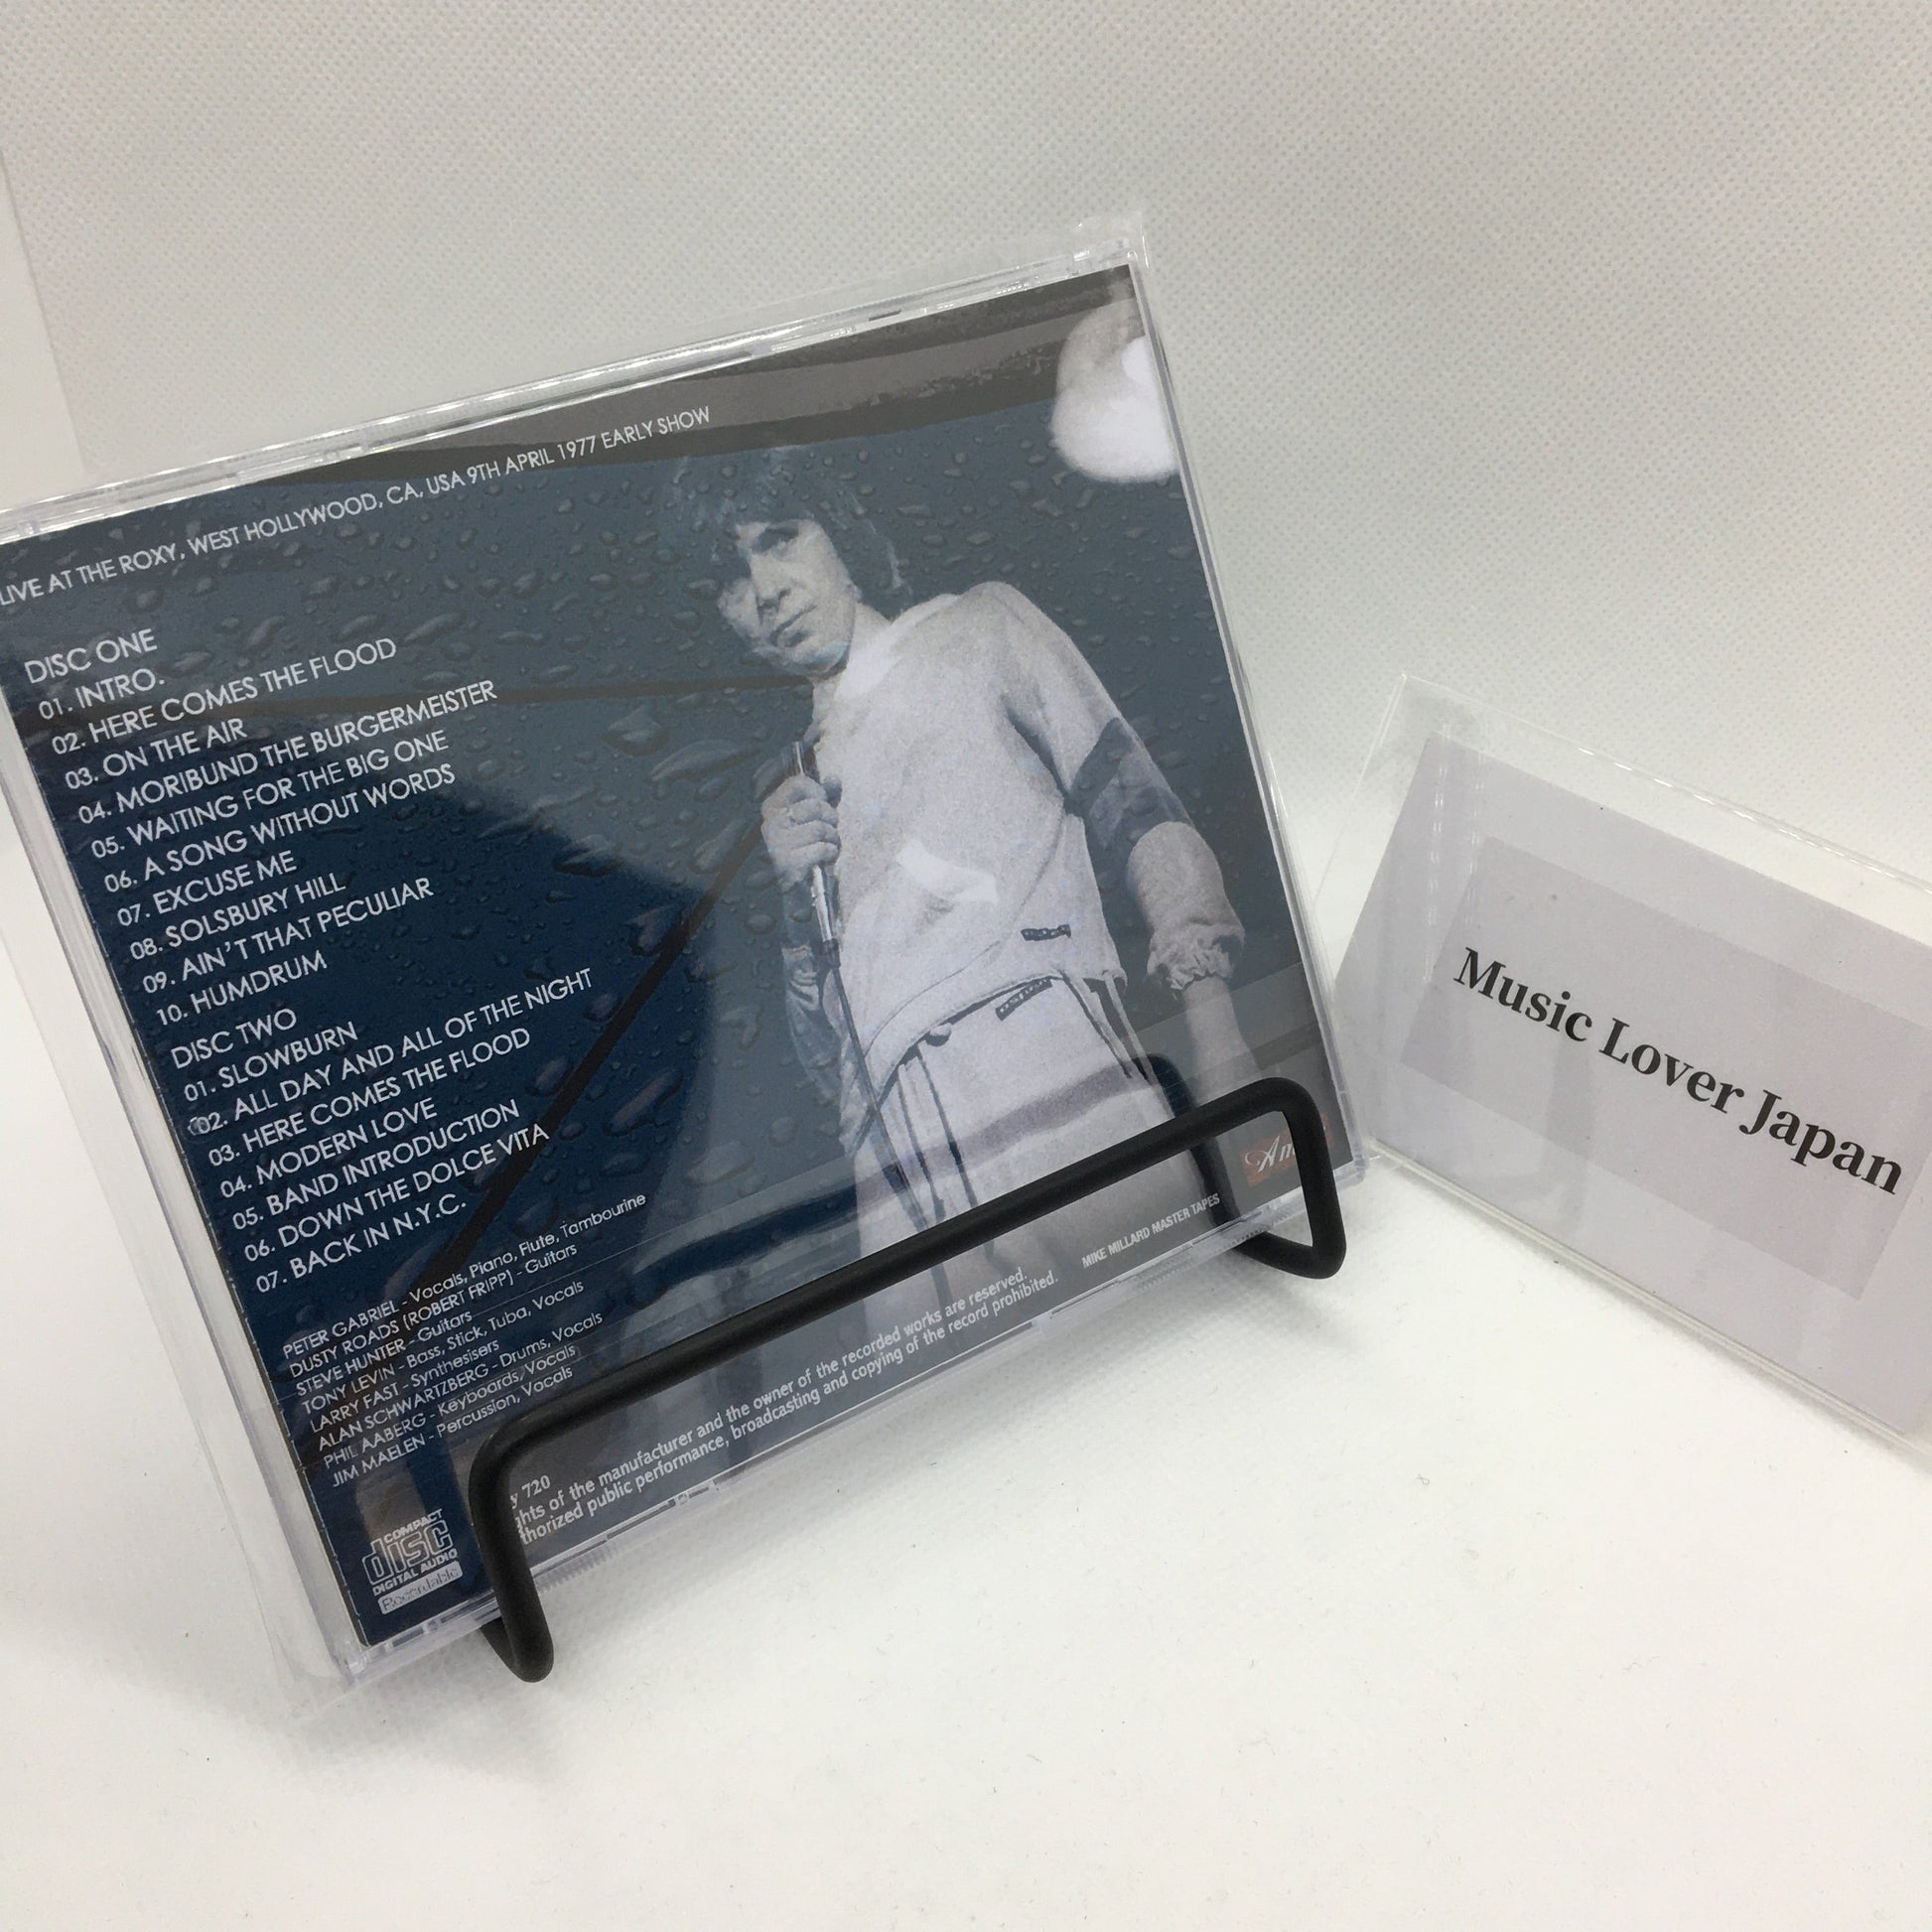 LIVE AT THE ROXY, WEST HOLLYWOOD, CA, USA 9TH APRIL 1977 EARLY SHOW
DISC ONE
01. INTRO.
02. HERE COMES THE FLOOD
03. ON THE AIR
04. MORIBUND THE BURGERMEISTER
05. WAITING FOR THE BIG ONE
06. A SONG WITHOUT WORDS
07. EXCUSE ME
08. SOLSBURY HILL
09. AIN'T THAT PECULIAR
10. HUMDRUM
DISC TWO
01. SLOWBURN
02. ALL DAY AND ALL OF THE NIGHT
03. HERE COMES THE FLOOD
04. MODERN LOVE
05. BAND INTRODUCTION
06. DOWN THE DOLCE VITA
07. BACK IN N.Y.C.
PETER GABRIEL - Vocals, Piano, Flute, Tambourine
DUSTY ROADS (ROBERT FRIPP) - Guitars
STEVE HUNTER - Guitars
TONY LEVIN - Bass, Stick, Tuba, Vocals
LARRY FAST - Synthesisers
ALAN SCHWARTZBERG - Drums, Vocals
PHIL AABERG - Keyboards, Vocals
JIM MAELEN - Percussion, Vocals
COMPACT
disc
DIGITAL AUDIO
Recordable
720
of the manufacturer and the owner of the recorded works are reserved.
public performance, broadcasting and copying of the record prohibited.
MIKE MILLARD MASTER TAPES
Music Lover Japan